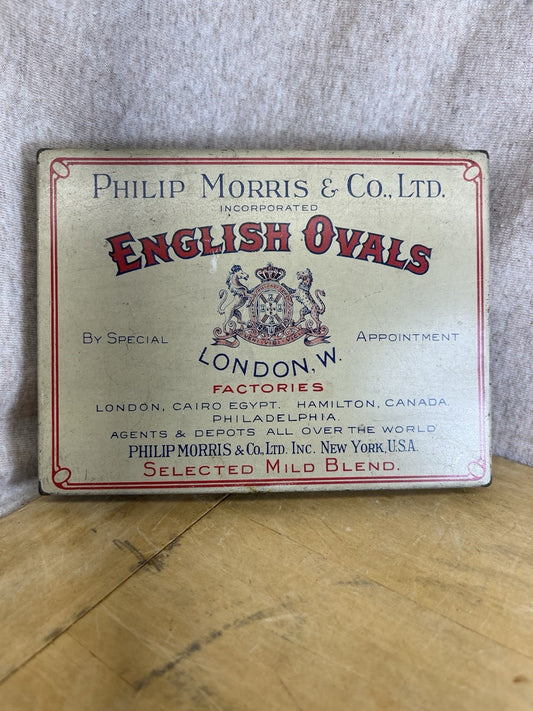 PHILIP MORRIS & CO., LTD.
INCORPORATED
ENGLISH OVALS
BY SPECIAL APPOINTMENT
LONDON, W.
FACTORIES
LONDON, CAIRO EGYPT. HAMILTON, CANADA,
PHILADELPHIA.
AGENTS & DEPOTS ALL OVER THE WORLD
PHILIP MORRIS & CO., LTD. INC. NEW YORK, U.S.A.
SELECTED MILD BLEND.